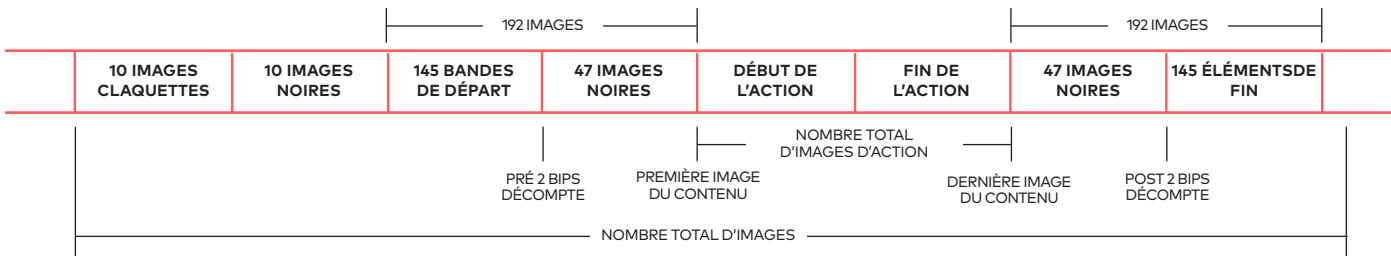 192 IMAGES
192 IMAGES
10 IMAGES
CLAQUETTES
10 IMAGES
NOIRES
145 BANDES
DE DÉPART
47 IMAGES
NOIRES
DÉBUT DE
L'ACTION
FIN DE
L'ACTION
47 IMAGES
NOIRES
145 ÉLÉMENTSDE
FIN
NOMBRE TOTAL
D'IMAGES D'ACTION
PRÉ 2 BIPS
DÉCOMPTE
PREMIÈRE IMAGE
DU CONTENU
DERNIÈRE IMAGE
DU CONTENU
POST 2 BIPS
DÉCOMPTE
NOMBRE TOTAL D'IMAGES